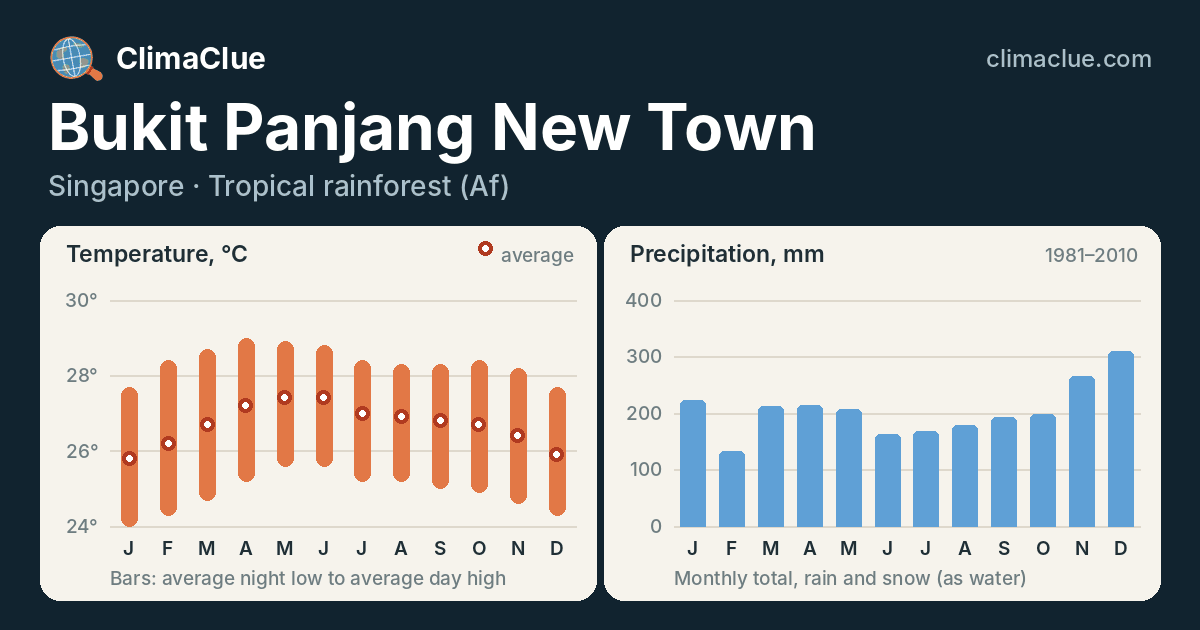 ClimaClue
climaclue.com
Bukit Panjang New Town
Singapore · Tropical rainforest (Af)
Temperature, °C
average
30°
28°
26°
24°
J F M A M J J A S O N D
Bars: average night low to average day high
Precipitation, mm
1981–2010
400
300
200
100
0
J F M A M J J A S O N D
Monthly total, rain and snow (as water)